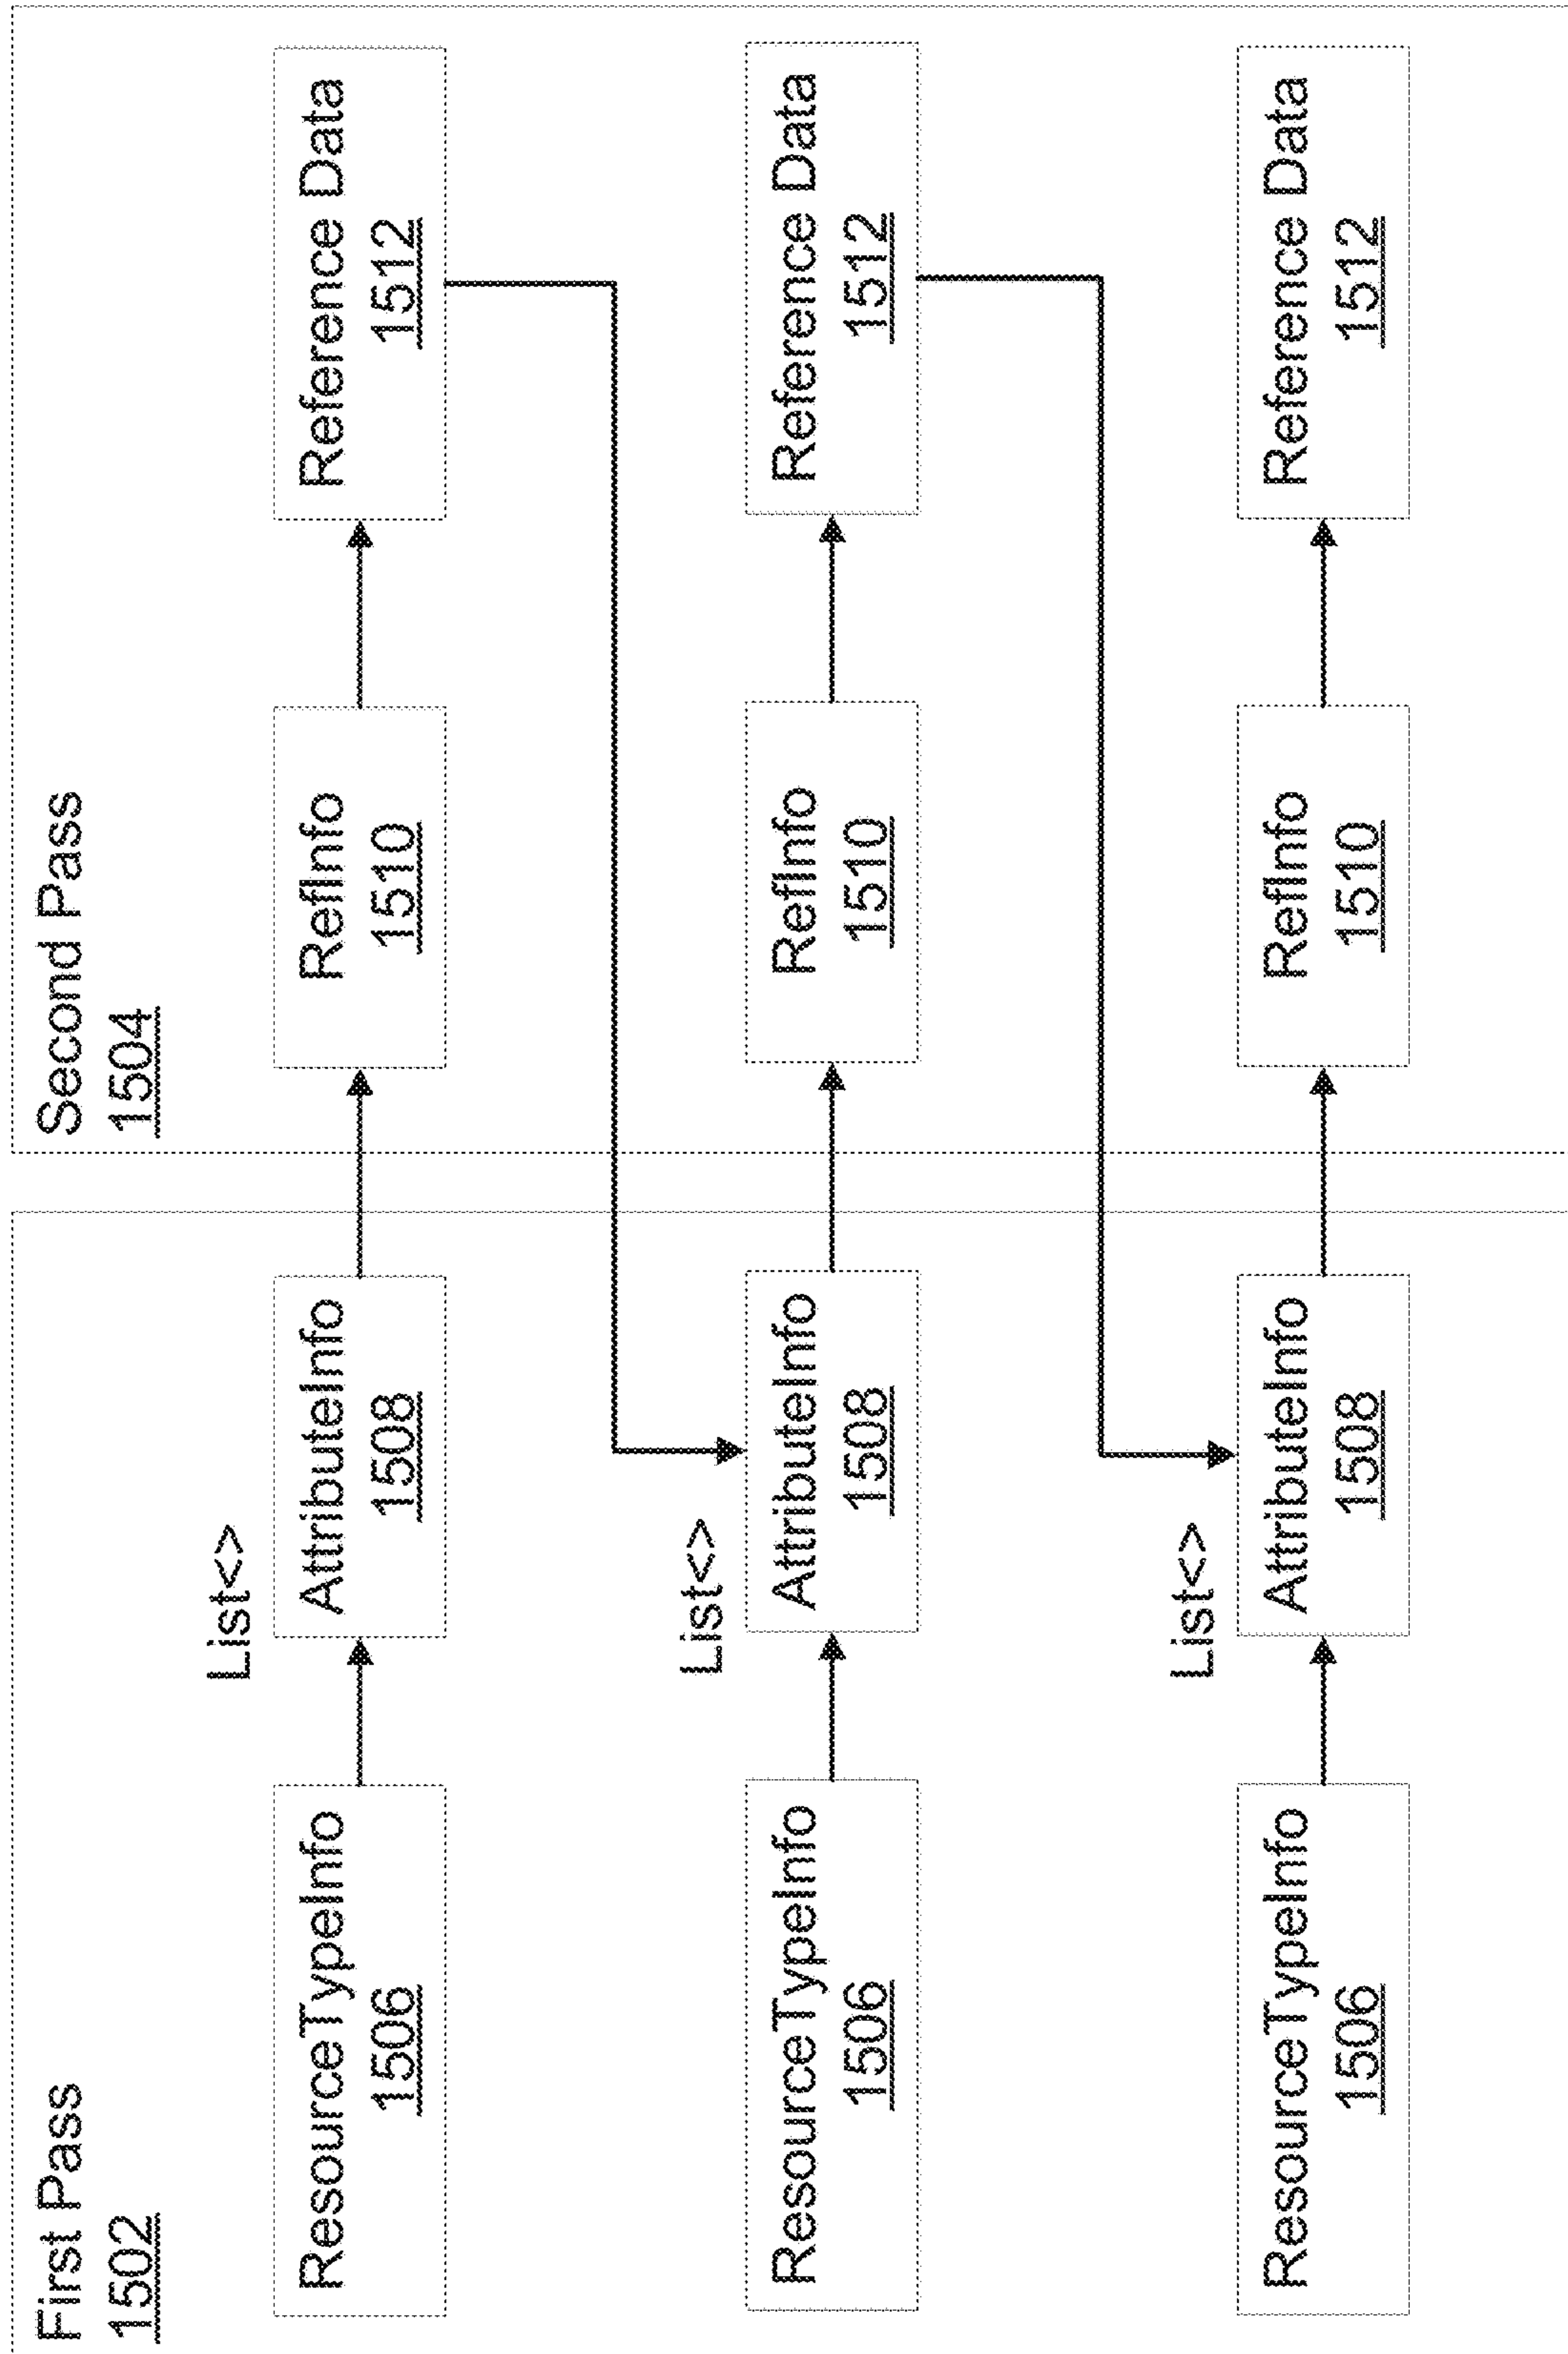 First Pass
1502
Second Pass
1504
List<>
ResourceTypeInfo
1506
AttributeInfo
1508
RefInfo
1510
Reference Data
1512
List<>
ResourceTypeInfo
1506
AttributeInfo
1508
RefInfo
1510
Reference Data
1512
List<>
ResourceTypeInfo
1506
AttributeInfo
1508
RefInfo
1510
Reference Data
1512